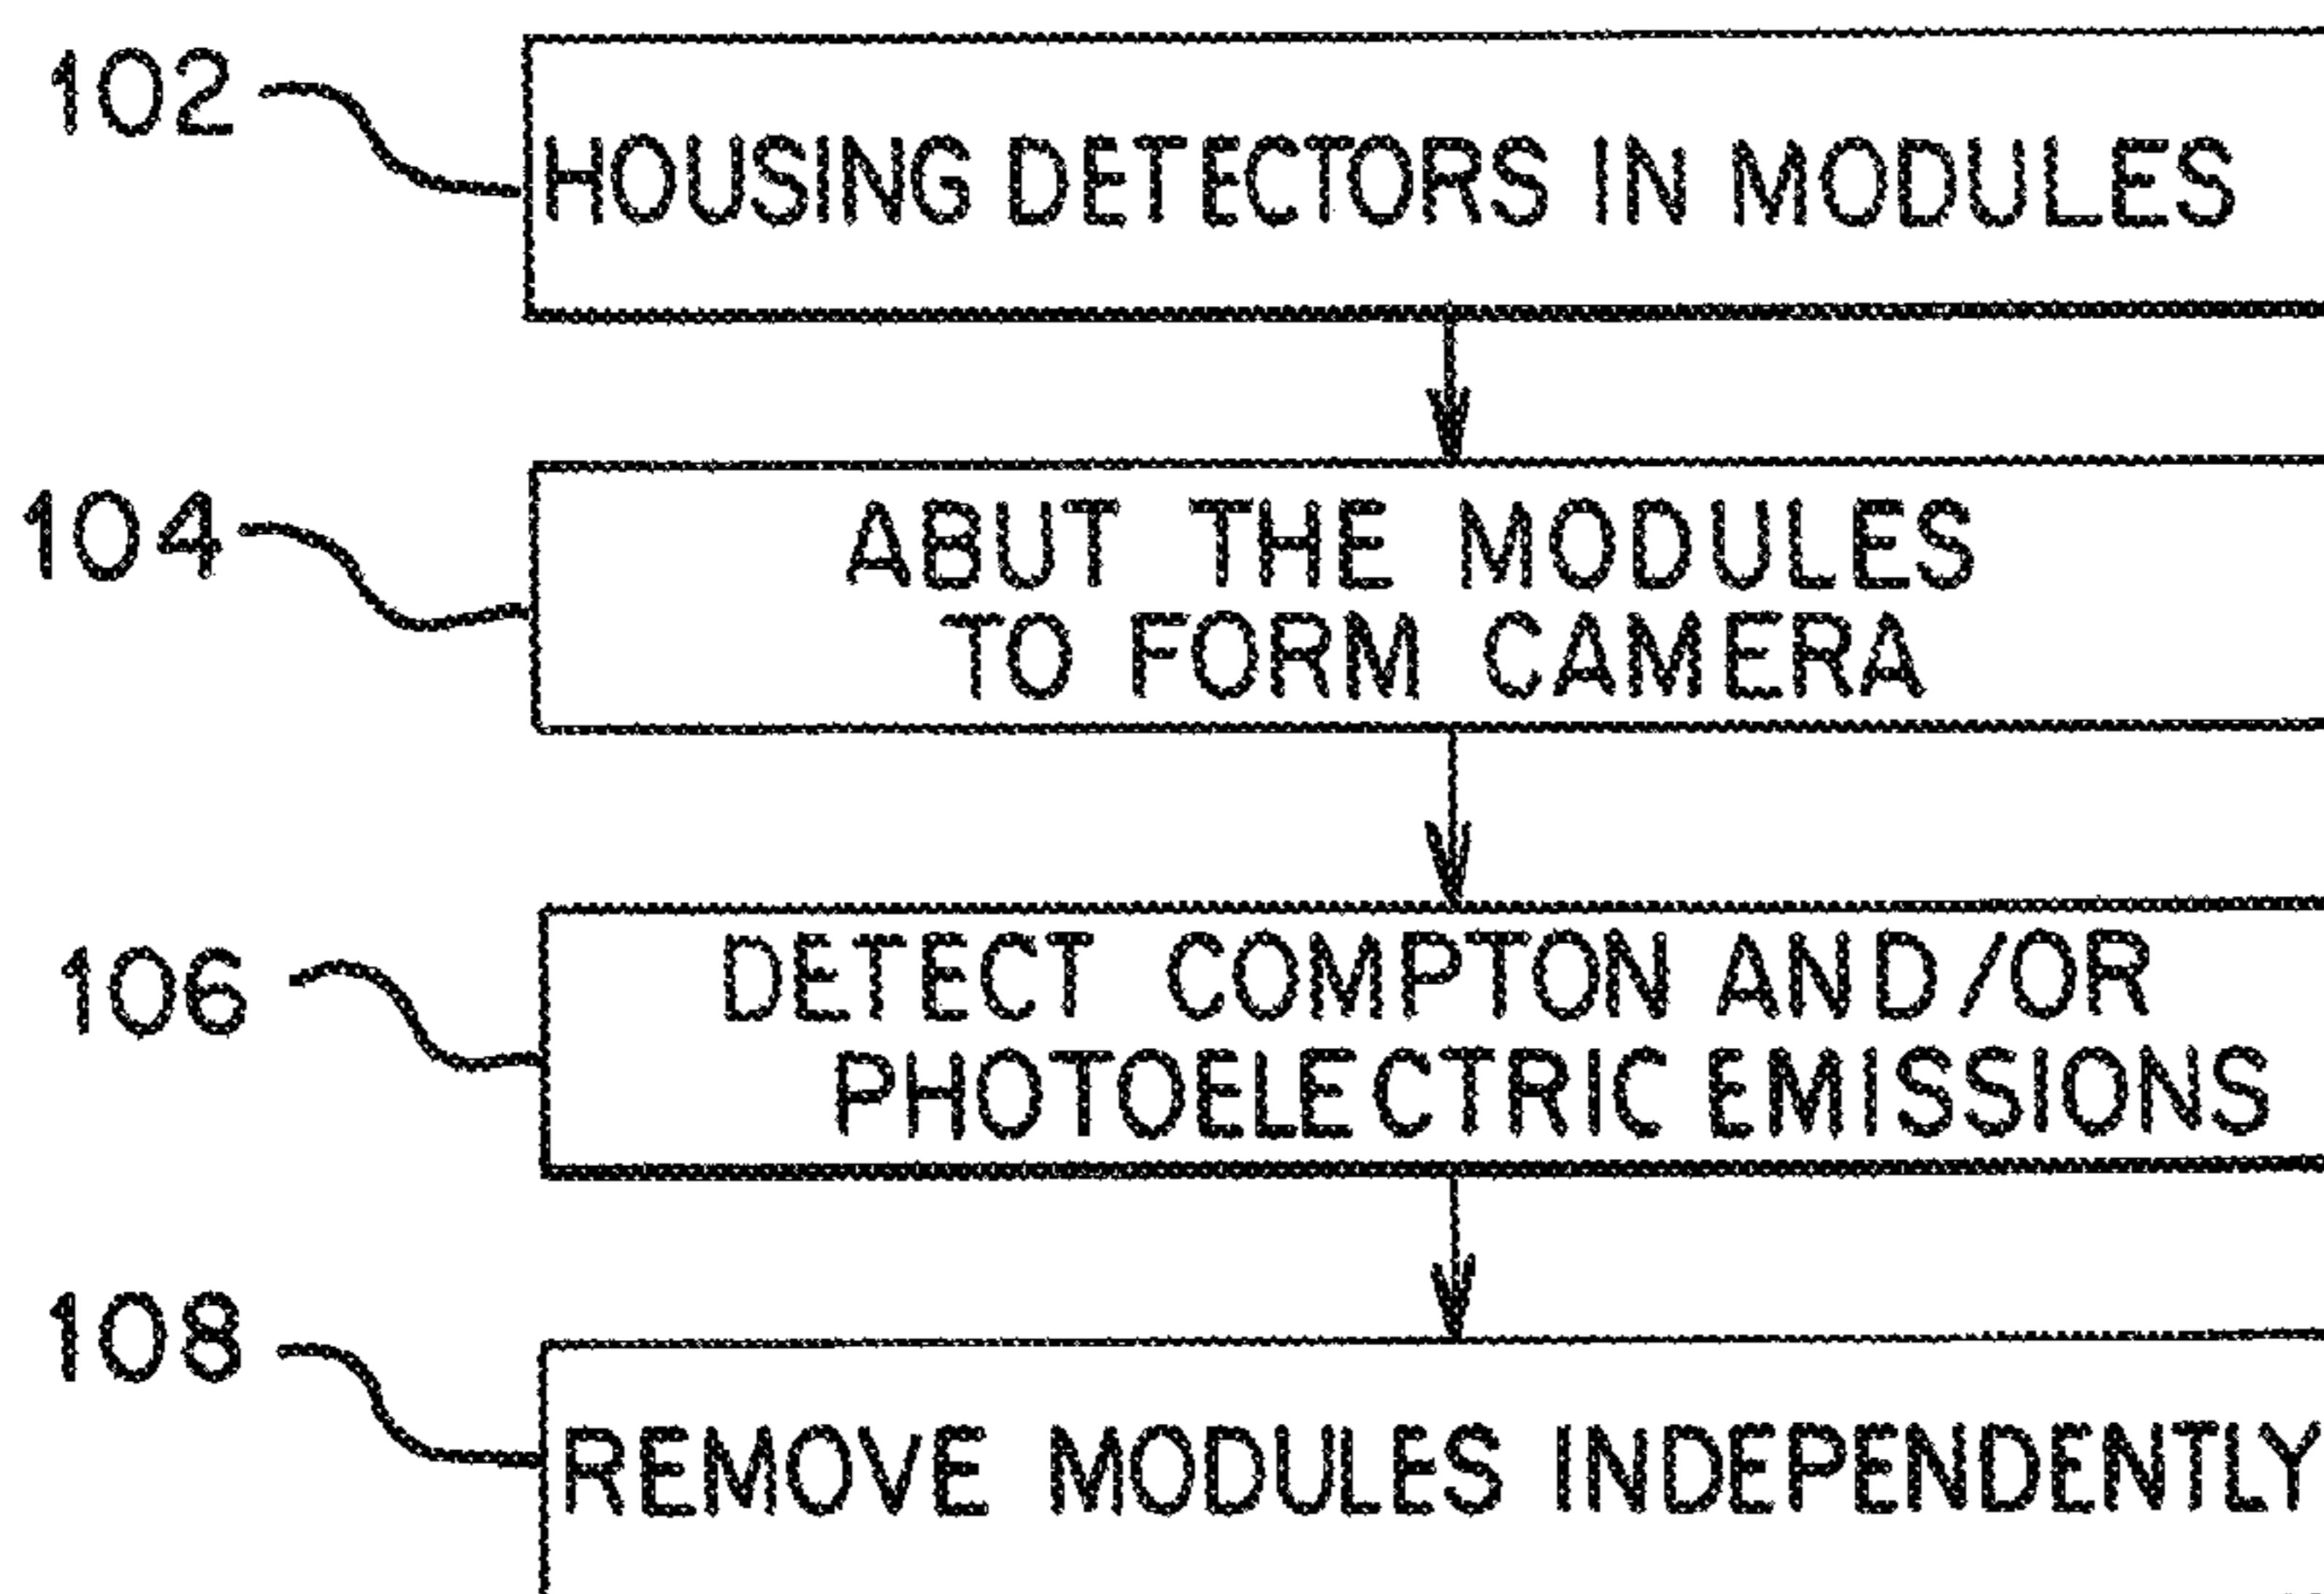 102
HOUSING DETECTORS IN MODULES
104
ABUT THE MODULES
TO FORM CAMERA
106
DETECT COMPTON AND/OR
PHOTOELECTRIC EMISSIONS
108
REMOVE MODULES INDEPENDENTLY